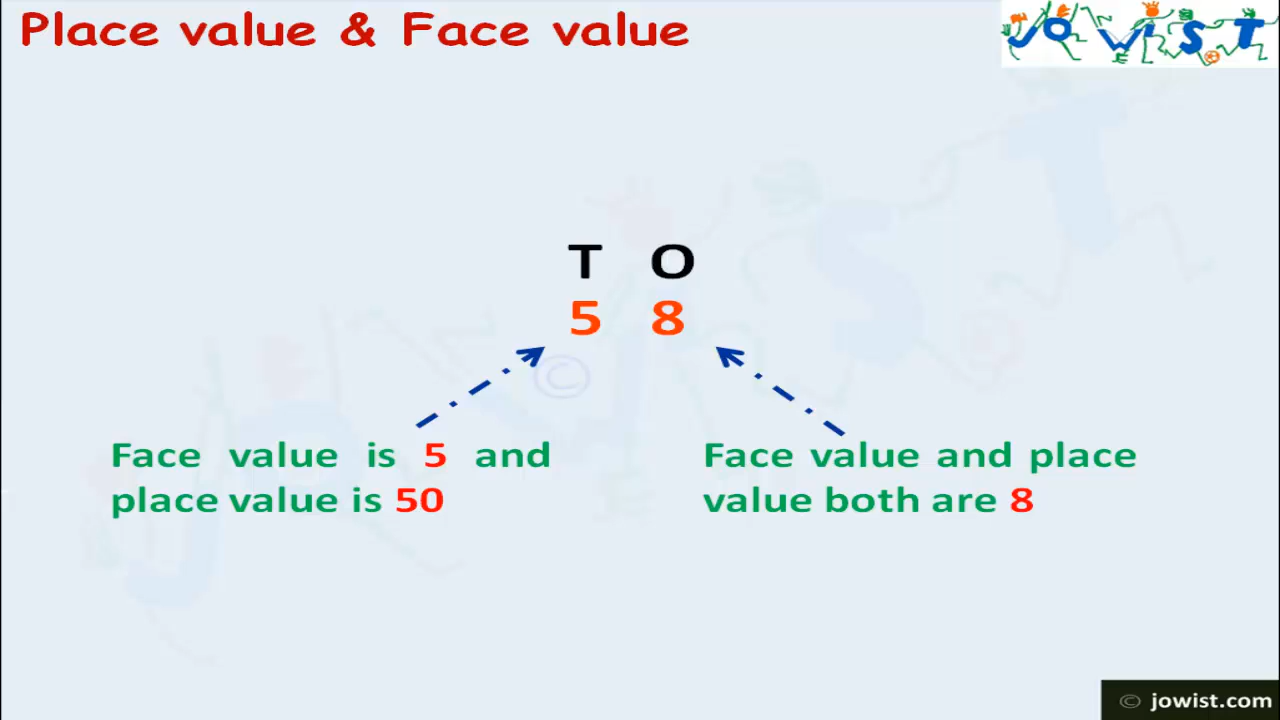 Place value & Face value
JOWIST
T O
5 8
Face value is 5 and
place value is 50
Face value and place
value both are 8
©
© jowist.com